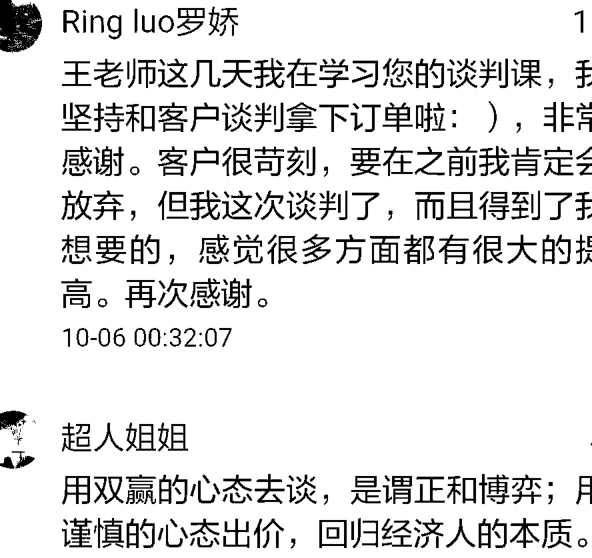 Ring luo罗娇 1
王老师这几天我在学习您的谈判课，我
坚持和客户谈判拿下订单啦：），非常
感谢。客户很苛刻，要在之前我肯定会
放弃，但我这次谈判了，而且得到了我
想要的，感觉很多方面都有很大的提
高。再次感谢。
10-06 00:32:07
超人姐姐
用双赢的心态去谈，是谓正和博弈；用
谨慎的心态出价，回归经济人的本质。